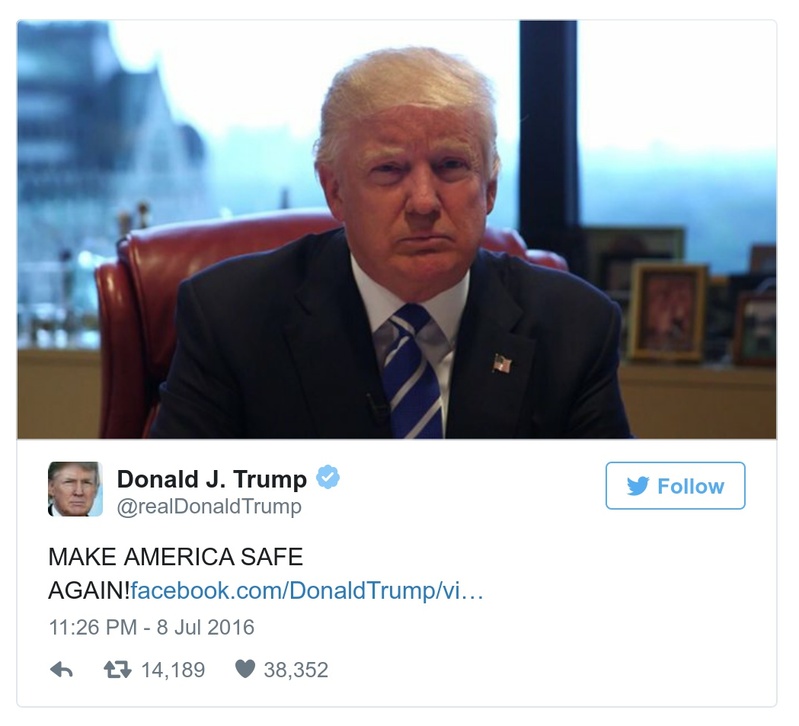 Donald J. Trump
@realDonaldTrump
Follow
MAKE AMERICA SAFE
AGAIN!facebook.com/DonaldTrump/vi…
11:26 PM - 8 Jul 2016
14,189 38,352